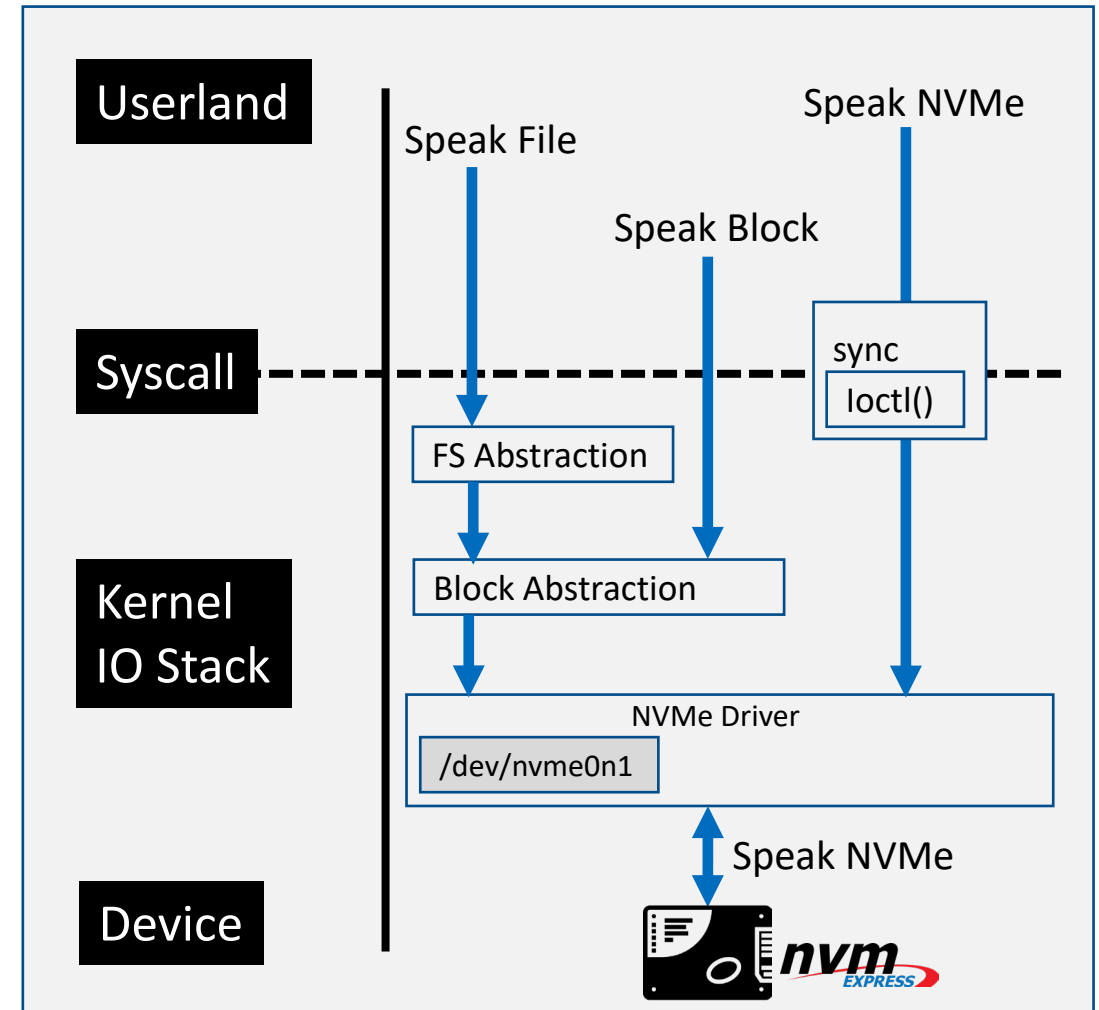 Userland
Speak NVMe
Speak File
Speak Block
Syscall
sync
Ioctl()
FS Abstraction
Kernel
IO Stack
Block Abstraction
NVMe Driver
/dev/nvme0n1
Speak NVMe
Device
nvm
EXPRESS